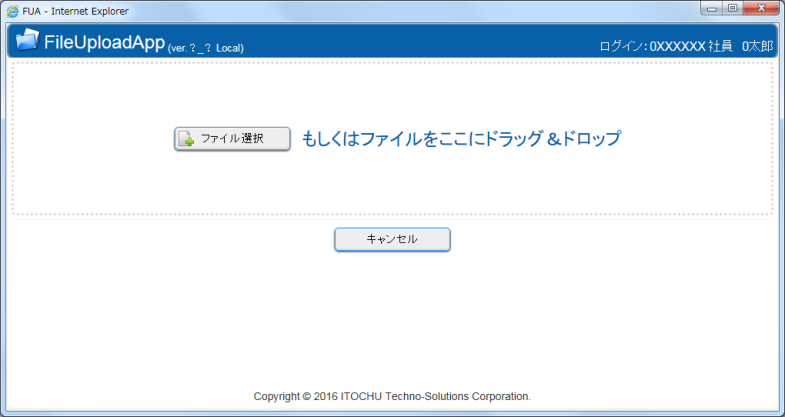 FUA - Internet Explorer
FileUploadApp (ver.？_？ Local)
ログイン：0XXXXXX 社員 0太郎
ファイル選択 もしくはファイルをここにドラッグ＆ドロップ
キャンセル
Copyright © 2016 ITOCHU Techno-Solutions Corporation.